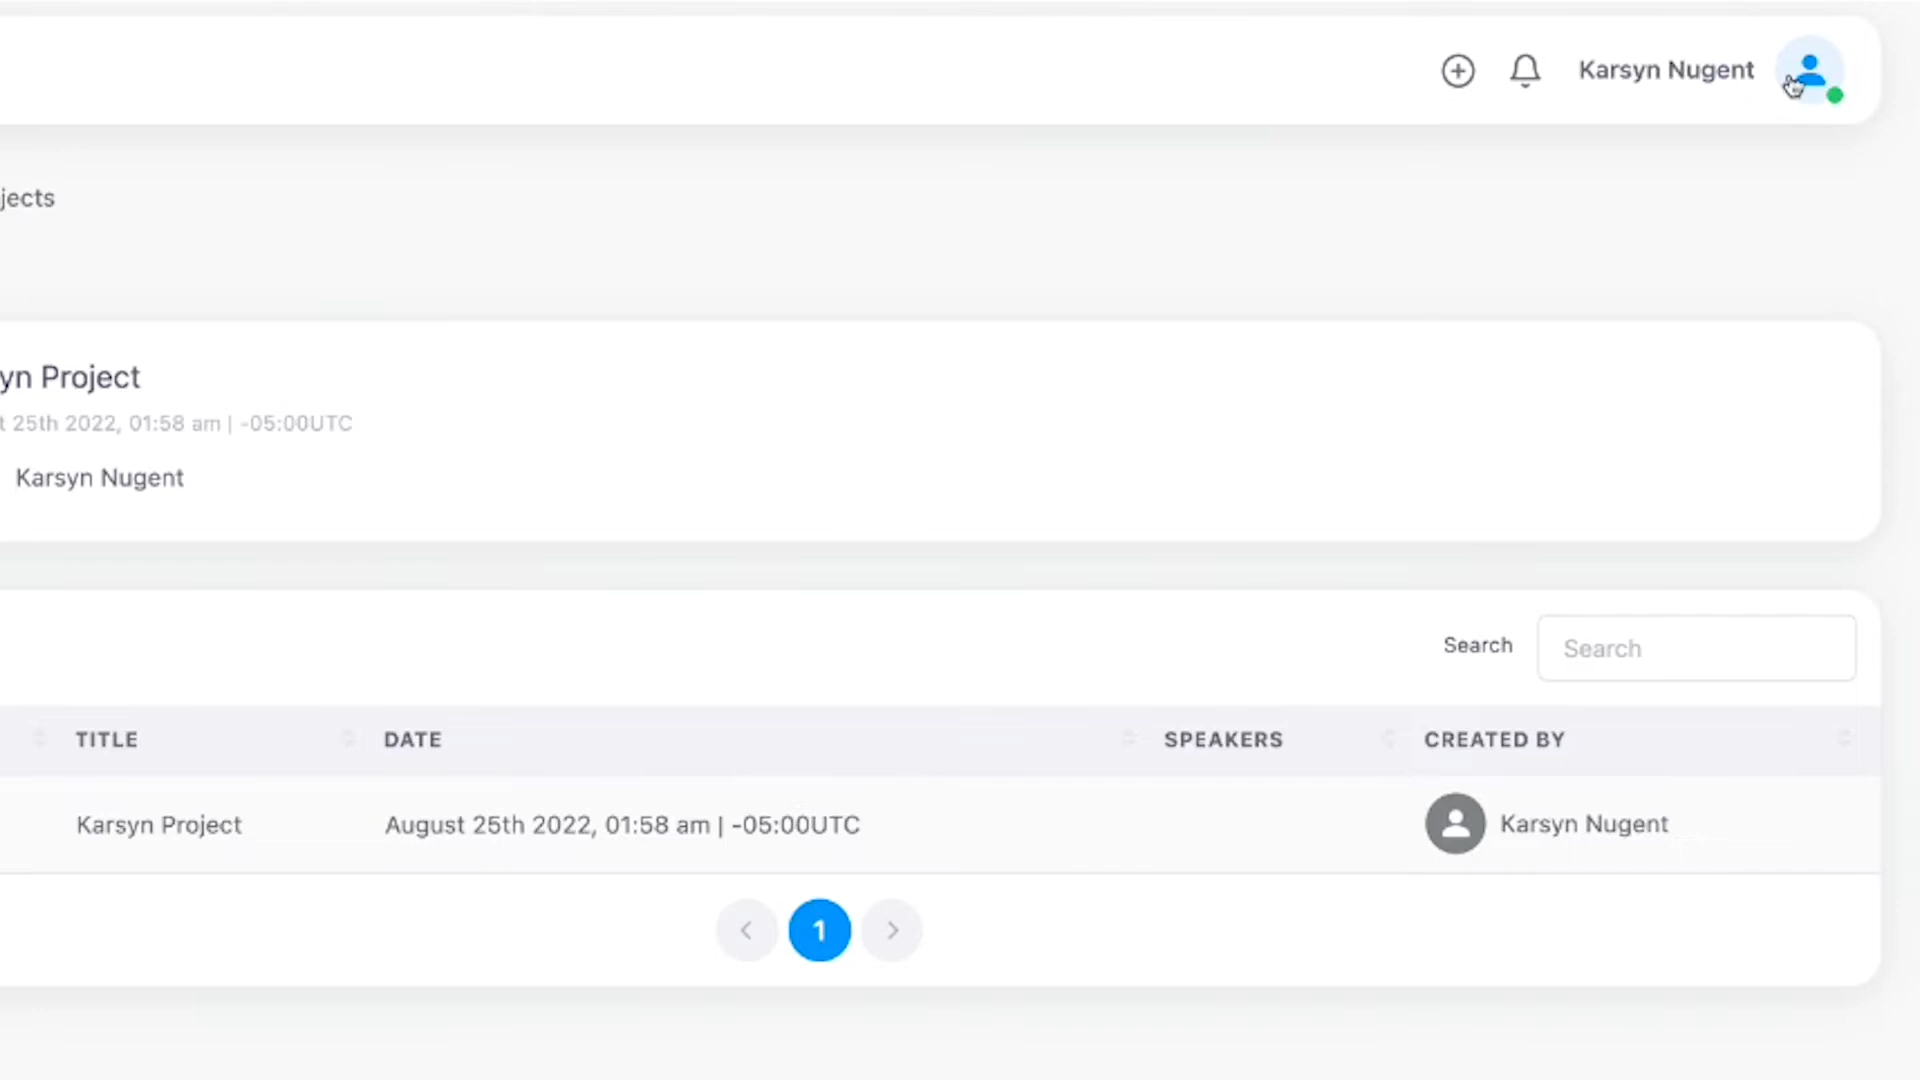 Karsyn Nugent
jects
yn Project
t 25th 2022, 01:58 am | -05:00UTC
Karsyn Nugent
Search
Search
TITLE
DATE
SPEAKERS
CREATED BY
Karsyn Project
August 25th 2022, 01:58 am | -05:00UTC
Karsyn Nugent
1